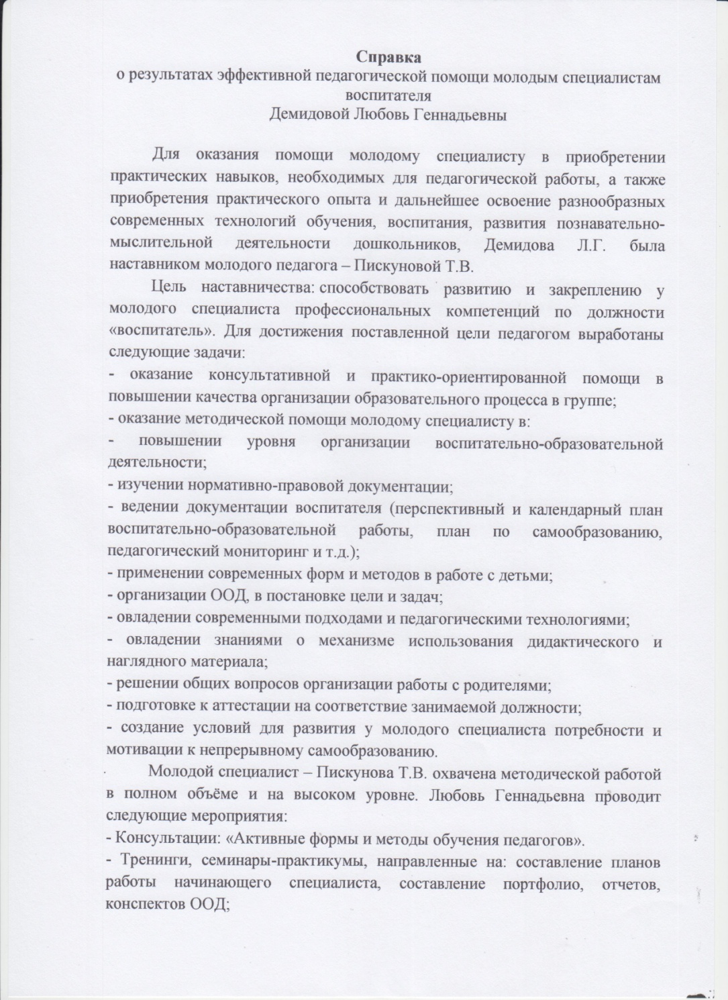 Справка
о результатах эффективной педагогической помощи молодым специалистам
воспитателя
Демидовой Любовь Геннадьевны
Для оказания помощи молодому специалисту в приобретении
практических навыков, необходимых для педагогической работы, а также
приобретения практического опыта и дальнейшее освоение разнообразных
современных технологий обучения, воспитания, развития познавательно-
мыслительной деятельности дошкольников, Демидова Л.Г. была
наставником молодого педагога – Пискуновой Т.В.
Цель наставничества: способствовать развитию и закреплению у
молодого специалиста профессиональных компетенций по должности
«воспитатель». Для достижения поставленной цели педагогом выработаны
следующие задачи:
- оказание консультативной и практико-ориентированной помощи в
повышении качества организации образовательного процесса в группе;
- оказание методической помощи молодому специалисту в:
- повышении уровня организации воспитательно-образовательной
деятельности;
- изучении нормативно-правовой документации;
- ведении документации воспитателя (перспективный и календарный план
воспитательно-образовательной работы, план по самообразованию,
педагогический мониторинг и т.д.);
- применении современных форм и методов в работе с детьми;
- организации ООД, в постановке цели и задач;
- овладении современными подходами и педагогическими технологиями;
- овладении знаниями о механизме использования дидактического и
наглядного материала;
- решении общих вопросов организации работы с родителями;
- подготовке к аттестации на соответствие занимаемой должности;
- создание условий для развития у молодого специалиста потребности и
мотивации к непрерывному самообразованию.
Молодой специалист – Пискунова Т.В. охвачена методической работой
в полном объёме и на высоком уровне. Любовь Геннадьевна проводит
следующие мероприятия:
- Консультации: «Активные формы и методы обучения педагогов».
- Тренинги, семинары-практикумы, направленные на: составление планов
работы начинающего специалиста, составление портфолио, отчетов,
конспектов ООД;